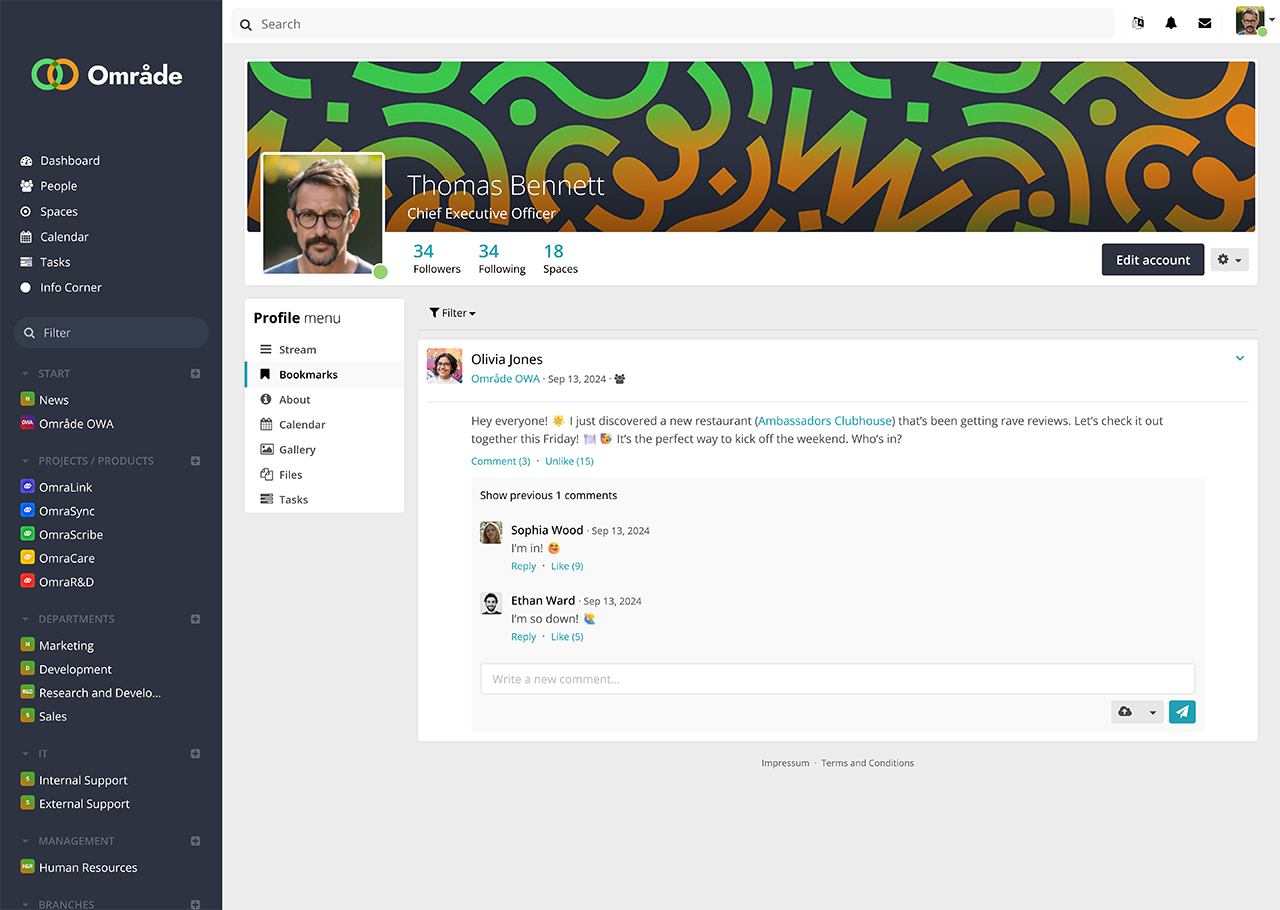 Område
Dashboard
People
Spaces
Calendar
Tasks
Info Corner
Filter
START
N News
OWA Område OWA
PROJECTS / PRODUCTS
OmraLink
OmraSync
OmraScribe
OmraCare
OmraR&D
DEPARTMENTS
M Marketing
D Development
R&D Research and Develo...
S Sales
IT
S Internal Support
S External Support
MANAGEMENT
Human Resources
BRANCHES
Search
Thomas Bennett
Chief Executive Officer
34 34 18
Followers Following Spaces
Edit account
Profile menu
Stream
Bookmarks
About
Calendar
Gallery
Files
Tasks
Filter
Olivia Jones
Område OWA · Sep 13, 2024 ·
Hey everyone! 🌟 I just discovered a new restaurant (Ambassadors Clubhouse) that’s been getting rave reviews. Let’s check it out
together this Friday! 🍽️ 🎉 It’s the perfect way to kick off the weekend. Who’s in?
Comment (3) · Unlike (15)
Show previous 1 comments
Sophia Wood · Sep 13, 2024
I’m in! 😊
Reply · Like (9)
Ethan Ward · Sep 13, 2024
I’m so down! 🙋
Reply · Like (5)
Write a new comment...
Impressum · Terms and Conditions